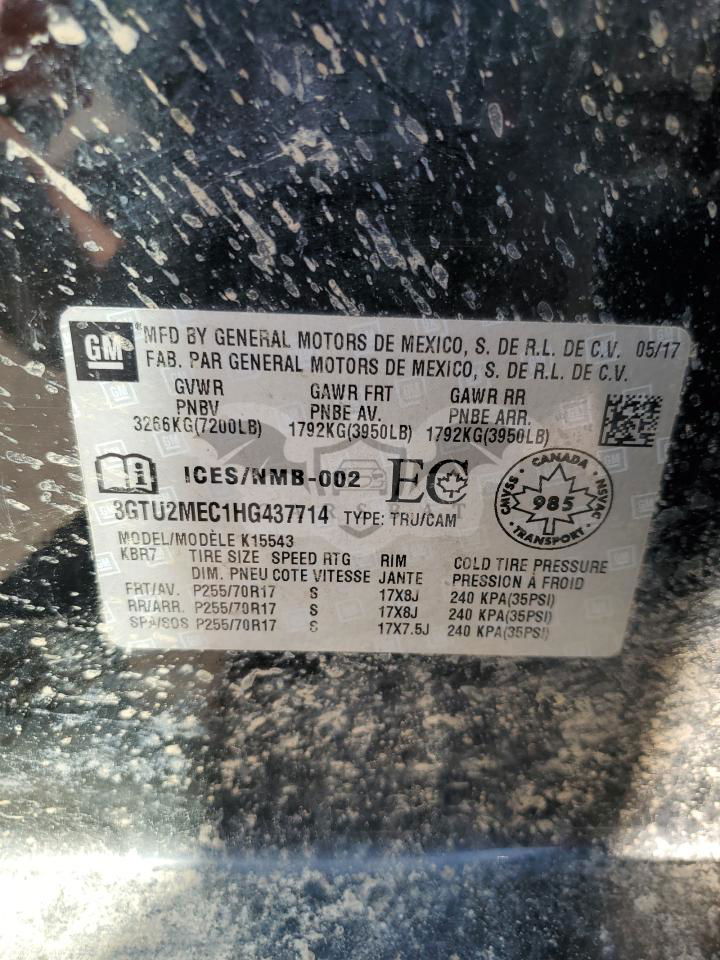 GM
MFD BY GENERAL MOTORS DE MEXICO, S. DE R.L. DE C.V. 05/17
FAB. PAR GENERAL MOTORS DE MEXICO, S. DE R.L. DE C.V.
GVWR GAWR FRT GAWR RR
PNBV PNBE AV. PNBE ARR.
3266KG(7200LB) 1792KG(3950LB) 1792KG(3950LB)
ICES/NMB-002 EC
CANADA
CMVSS NSVAC
985
TRANSPORT
3GTU2MEC1HG437714 TYPE: TRU/CAM
MODEL/MODÈLE K15543
KBR7 TIRE SIZE SPEED RTG RIM COLD TIRE PRESSURE
DIM. PNEU COTE VITESSE JANTE PRESSION À FROID
FRT/AV. P255/70R17 S 17X8J 240 KPA(35PSI)
RR/ARR. P255/70R17 S 17X8J 240 KPA(35PSI)
SPA/SOS P255/70R17 S 17X7.5J 240 KPA(35PSI)